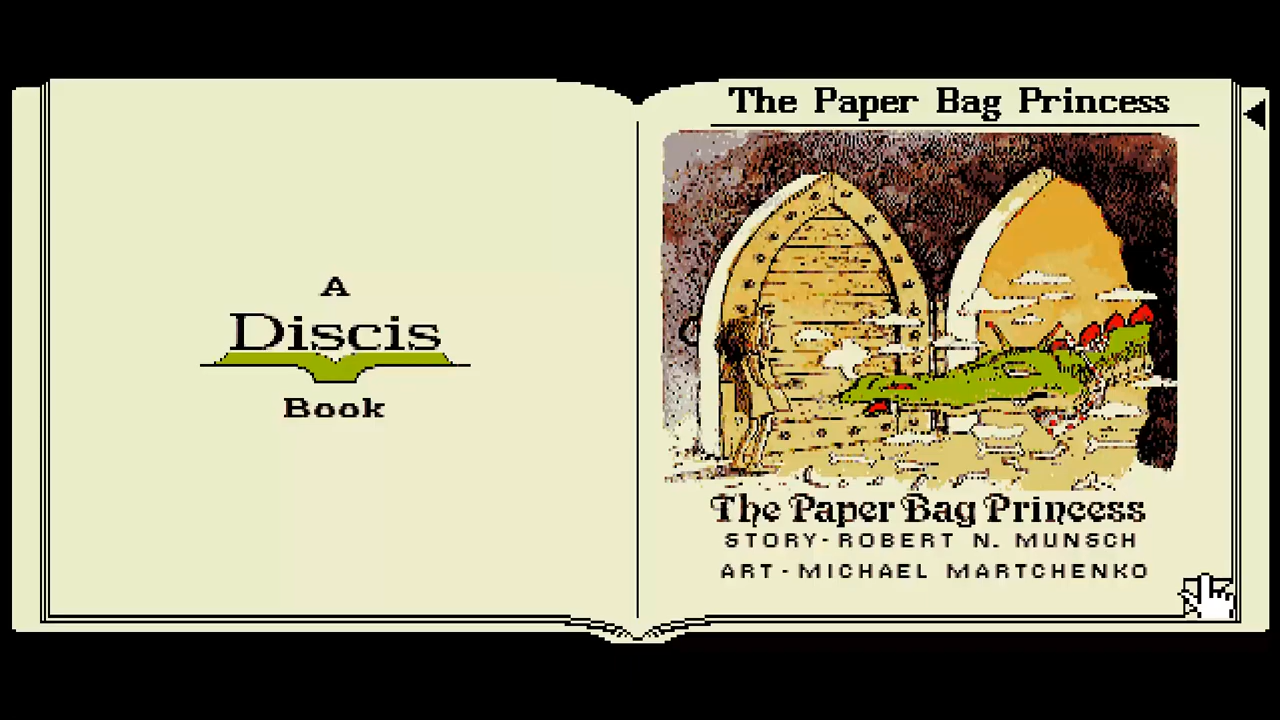 A
Discis
Book
The Paper Bag Princess
The Paper Bag Princess
STORY-ROBERT N. MUNSCH
ART-MICHAEL MARTCHENKO